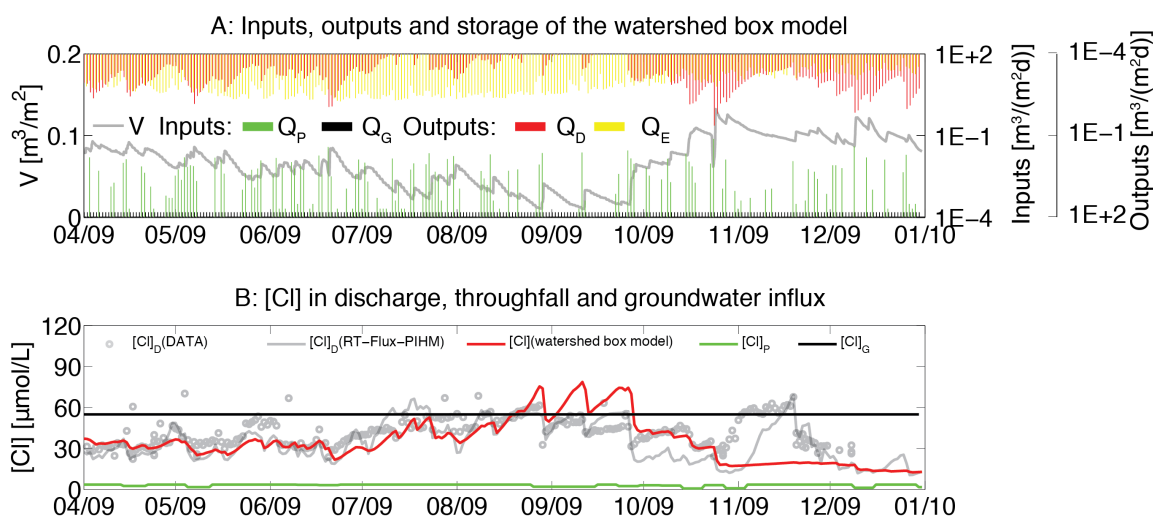 A: Inputs, outputs and storage of the watershed box model
0.2
0.1
0
V [m³/m²]
V Inputs: Q_P Q_G Outputs: Q_D Q_E
1E+2
1E−1
1E−4
Inputs [m³/(m²d)]
1E−4
1E−1
1E+2
Outputs [m³/(m²d)]
04/09 05/09 06/09 07/09 08/09 09/09 10/09 11/09 12/09 01/10
B: [Cl] in discharge, throughfall and groundwater influx
120
90
60
30
0
[Cl] [µmol/L]
[Cl]_D(DATA) [Cl]_D(RT−Flux−PIHM) [Cl](watershed box model) [Cl]_P [Cl]_G
04/09 05/09 06/09 07/09 08/09 09/09 10/09 11/09 12/09 01/10